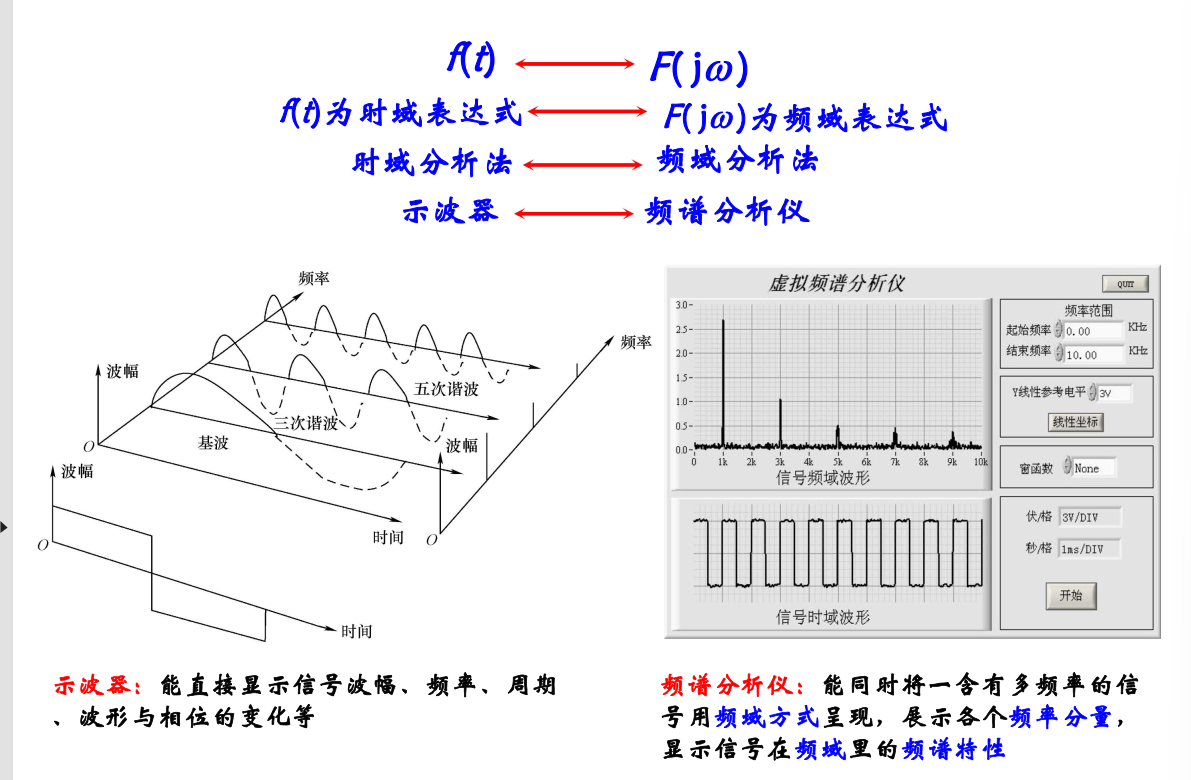 f(t) F(jω)
f(t)为时域表达式 F(jω)为频域表达式
时域分析法 频域分析法
示波器 频谱分析仪
频率
频率
波幅
五次谐波
三次谐波
基波
波幅
O
波幅
时间
O
O
时间
虚拟频谱分析仪
QUIT
3.0
2.5
2.0
1.5
1.0
0.5
0.0
0 1k 2k 3k 4k 5k 6k 7k 8k 9k 10k
信号频域波形
频率范围
起始频率 0.00 KHz
结束频率 10.00 KHz
Y线性参考电平 3V
线性坐标
窗函数 None
信号时域波形
伏/格 3V/DIV
秒/格 1ms/DIV
开始
示波器：能直接显示信号波幅、频率、周期
、波形与相位的变化等
频谱分析仪：能同时将一含有多频率的信
号用频域方式呈现，展示各个频率分量，
显示信号在频域里的频谱特性